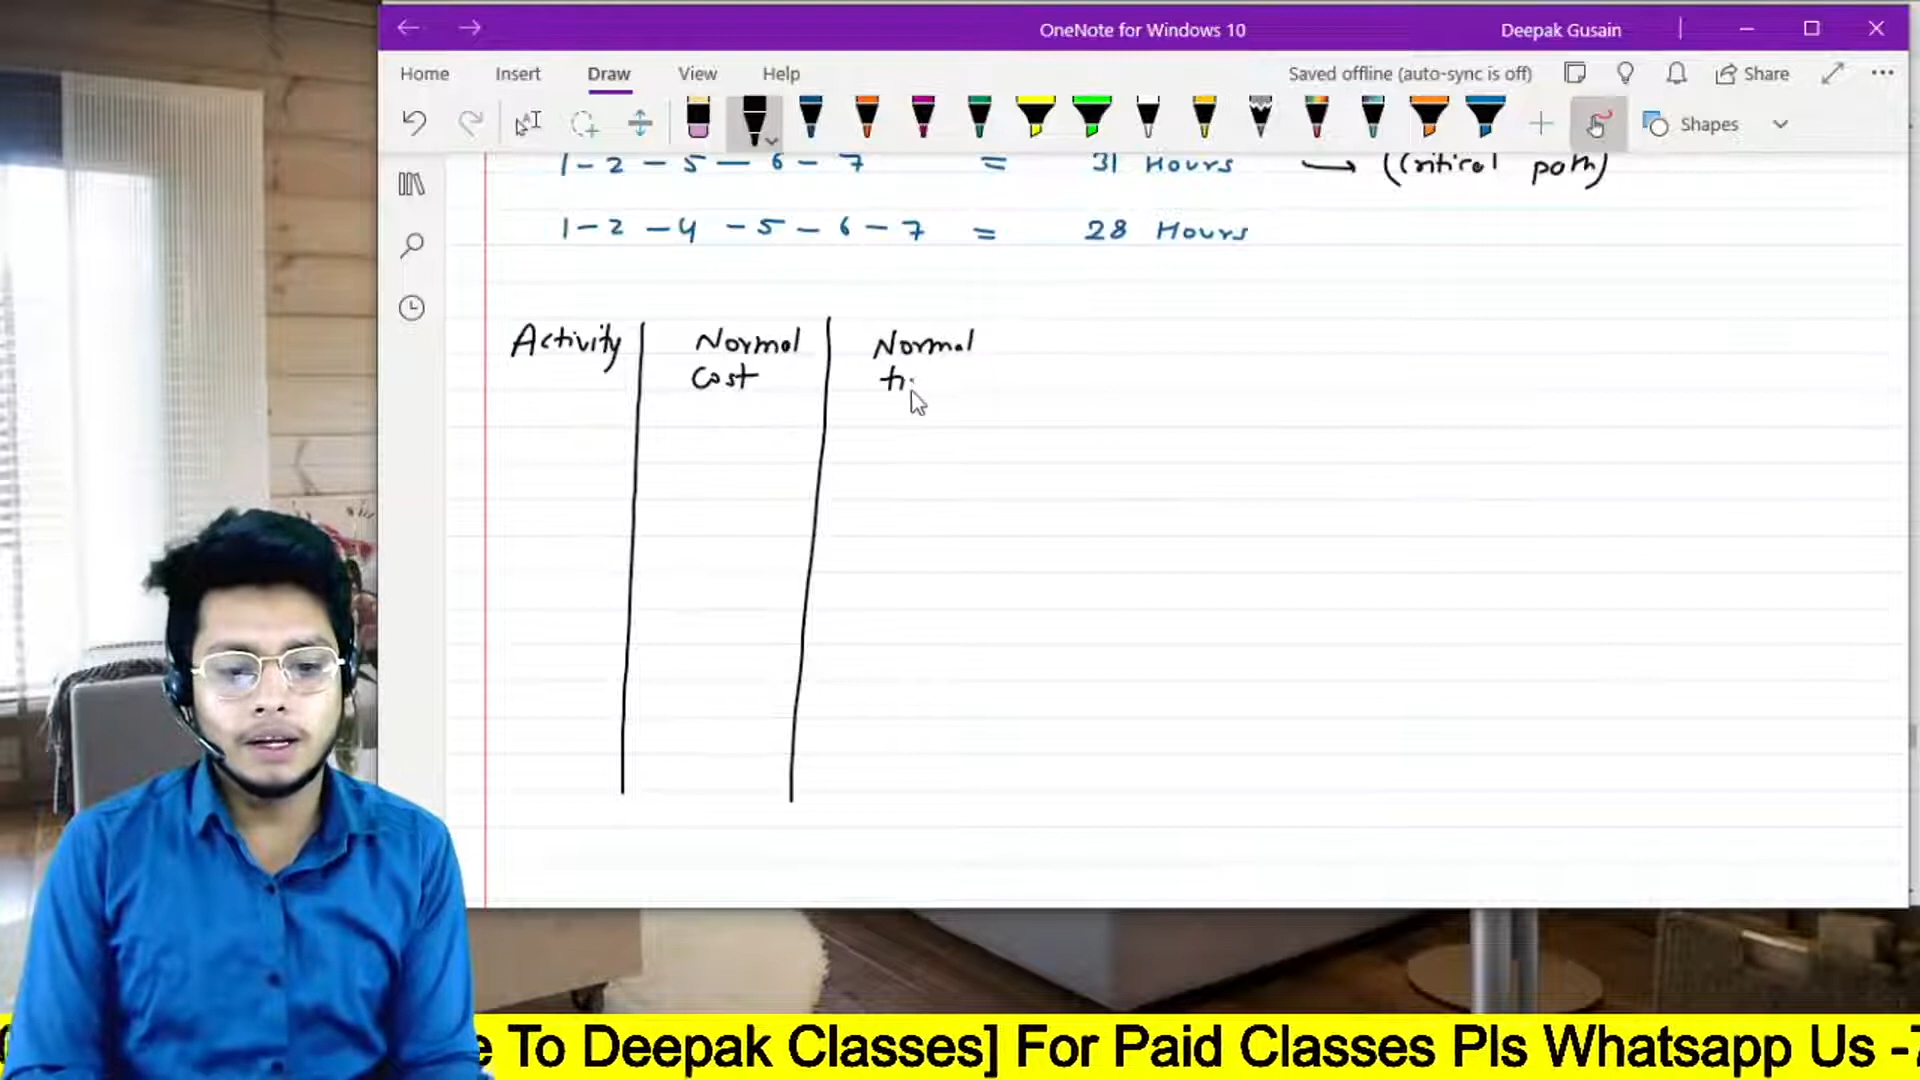 OneNote for Windows 10
Deepak Gusain
Home Insert Draw View Help
Saved offline (auto-sync is off) Share
Shapes
1 - 2 - 5 - 6 - 7 = 31 Hours → (Critical path)
1 - 2 - 4 - 5 - 6 - 7 = 28 Hours
Activity Normal Normal
Cost ti
e To Deepak Classes] For Paid Classes Pls Whatsapp Us -7